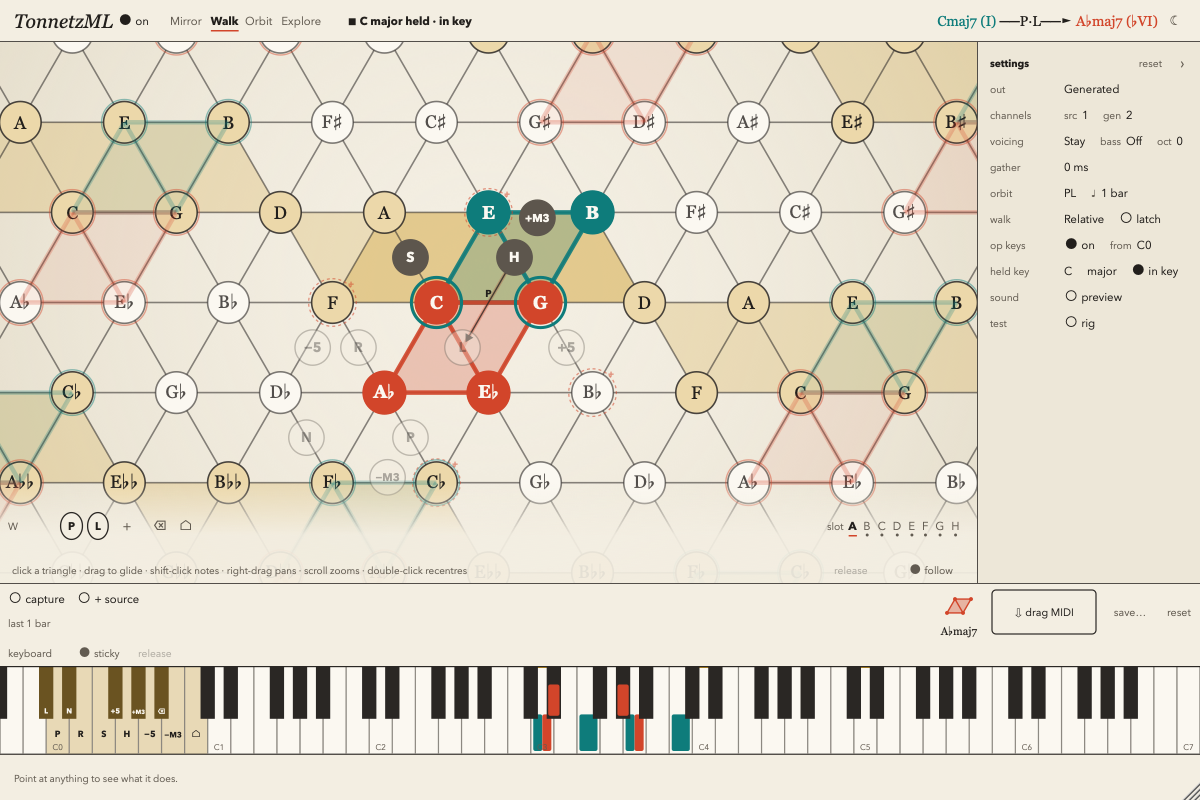 TonnetzML on Mirror Walk Orbit Explore ■ C major held · in key Cmaj7 (I) —P·L—► A♭maj7 (♭VI) ☾
A E B F♯ C♯ G♯ D♯ A♯ E♯ B♯
C G D A E +M3 B F♯ C♯ G♯
S H
A♭ E♭ B♭ F C P G D A E B
−5 R L +5
C♭ G♭ D♭ A♭ E♭ B♭ F C G
N P
A♭♭ E♭♭ B♭♭ F♭ −M3 C♭ G♭ D♭ A♭ E♭ B♭
W P L + ⌫ slot A B C D E F G H
E♭♭ B♭♭ F♭ C♭
click a triangle · drag to glide · shift-click notes · right-drag pans · scroll zooms · double-click recentres release follow
settings reset ›
out Generated
channels src 1 gen 2
voicing Stay bass Off oct 0
gather 0 ms
orbit PL ♩ 1 bar
walk Relative latch
op keys on from C0
held key C major in key
sound preview
test rig
capture + source
last 1 bar
A♭maj7 ⇩ drag MIDI save... reset
keyboard sticky release
L N +5 +M3 ⌫
P R S H −5 −M3
C0 C1 C2 C4 C5 C6 C7
Point at anything to see what it does.